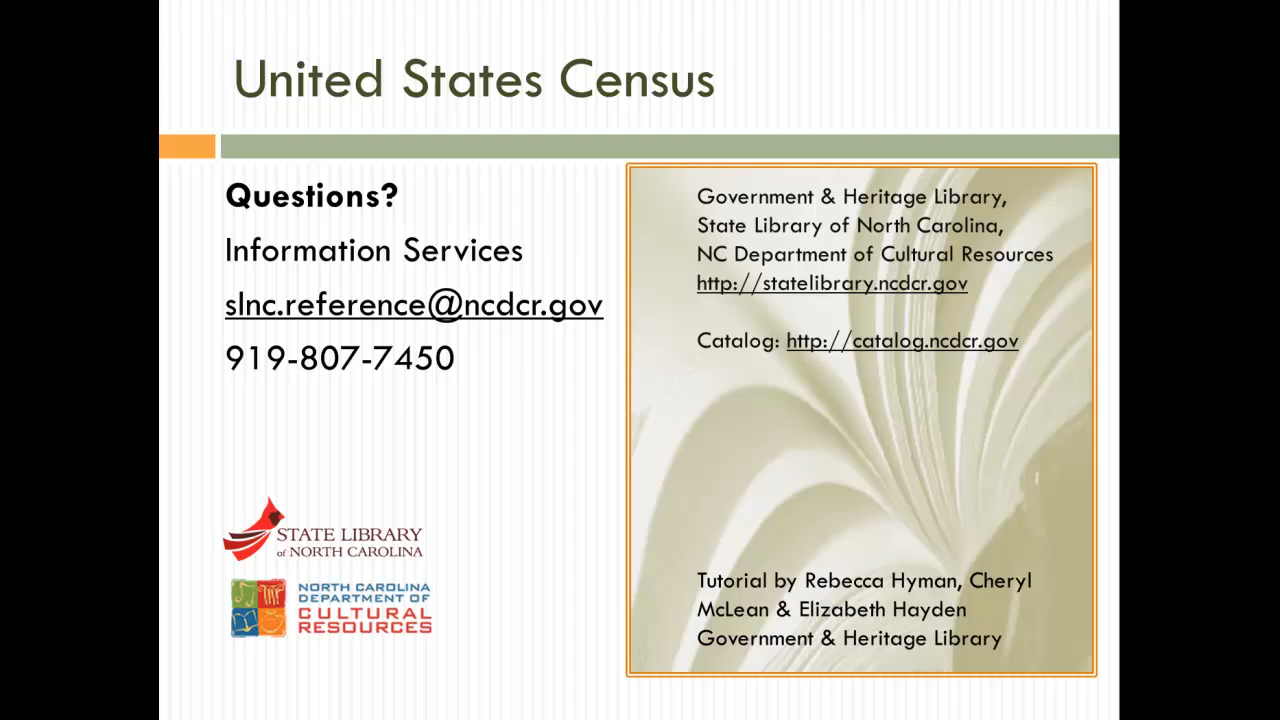 United States Census
Questions?
Information Services
slnc.reference@ncdcr.gov
919-807-7450
Government & Heritage Library,
State Library of North Carolina,
NC Department of Cultural Resources
http://statelibrary.ncdcr.gov
Catalog: http://catalog.ncdcr.gov
STATE LIBRARY
of NORTH CAROLINA
NORTH CAROLINA
DEPARTMENT OF
CULTURAL
RESOURCES
Tutorial by Rebecca Hyman, Cheryl
McLean & Elizabeth Hayden
Government & Heritage Library